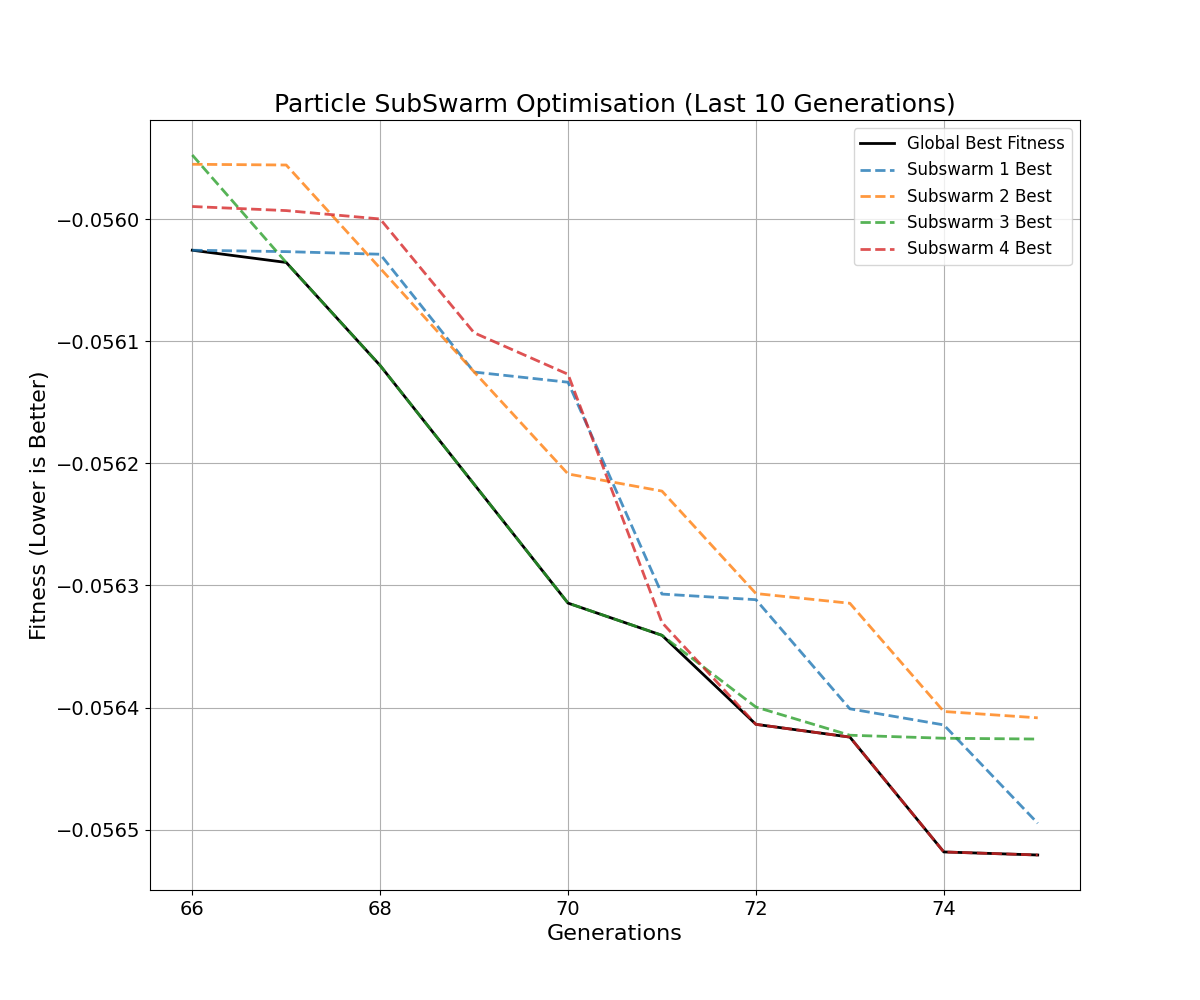 Particle SubSwarm Optimisation (Last 10 Generations)
Global Best Fitness
Subswarm 1 Best
Subswarm 2 Best
Subswarm 3 Best
Subswarm 4 Best
Fitness (Lower is Better)
−0.0560
−0.0561
−0.0562
−0.0563
−0.0564
−0.0565
66 68 70 72 74
Generations